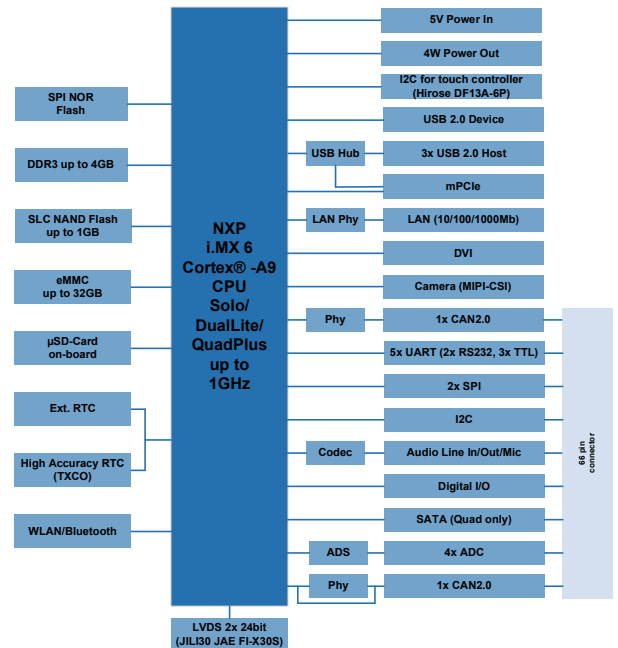 SPI NOR
Flash
DDR3 up to 4GB
SLC NAND Flash
up to 1GB
eMMC
up to 32GB
µSD-Card
on-board
Ext. RTC
High Accuracy RTC
(TXCO)
WLAN/Bluetooth
NXP
i.MX 6
Cortex® -A9
CPU
Solo/
DualLite/
QuadPlus
up to
1GHz
LVDS 2x 24bit
(JILI30 JAE FI-X30S)
5V Power In
4W Power Out
I2C for touch controller
(Hirose DF13A-6P)
USB 2.0 Device
USB Hub
3x USB 2.0 Host
mPCIe
LAN Phy
LAN (10/100/1000Mb)
DVI
Camera (MIPI-CSI)
Phy
1x CAN2.0
5x UART (2x RS232, 3x TTL)
2x SPI
I2C
Codec
Audio Line In/Out/Mic
Digital I/O
SATA (Quad only)
ADS
4x ADC
Phy
1x CAN2.0
66 pin
connector